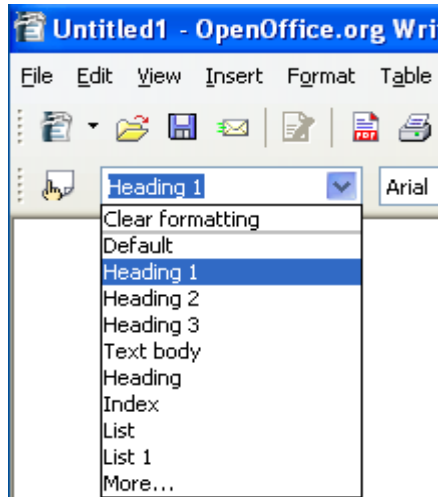 Untitled1 - OpenOffice.org Wri
File Edit View Insert Format Table
PDF
Heading 1 Arial
Clear formatting
Default
Heading 1
Heading 2
Heading 3
Text body
Heading
Index
List
List 1
More...